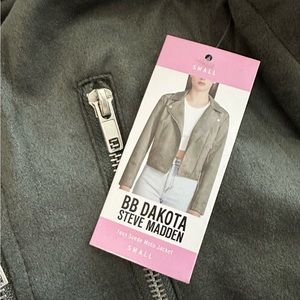 SMALL
BB DAKOTA
STEVE MADDEN
Faux Suede Moto Jacket
SMALL